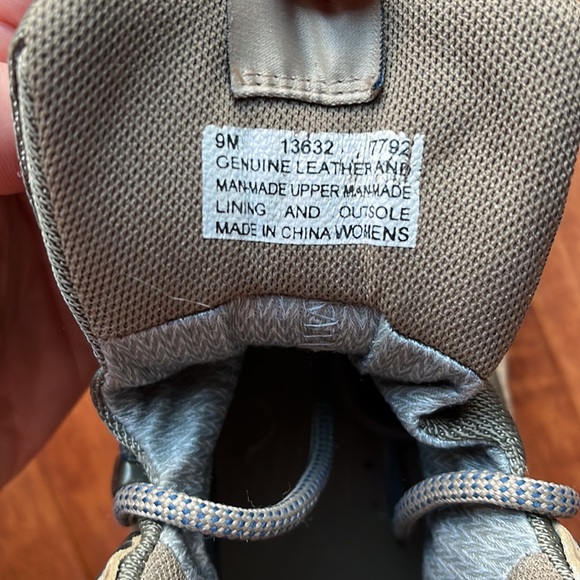 9M 13632 7792
GENUINE LEATHER AND
MAN-MADE UPPER MAN-MADE
LINING AND OUTSOLE
MADE IN CHINA WOMENS